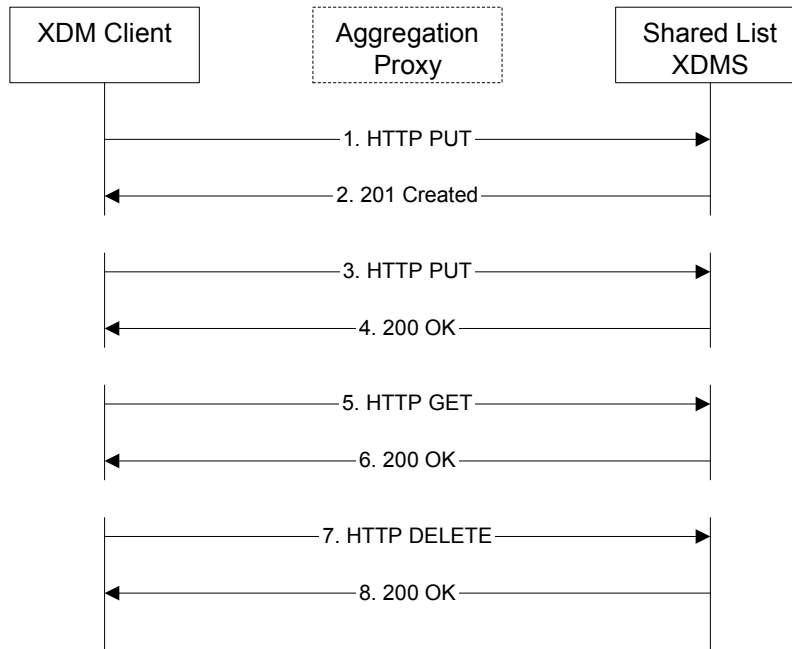 XDM Client
Aggregation
Proxy
Shared List
XDMS
1. HTTP PUT
2. 201 Created
3. HTTP PUT
4. 200 OK
5. HTTP GET
6. 200 OK
7. HTTP DELETE
8. 200 OK